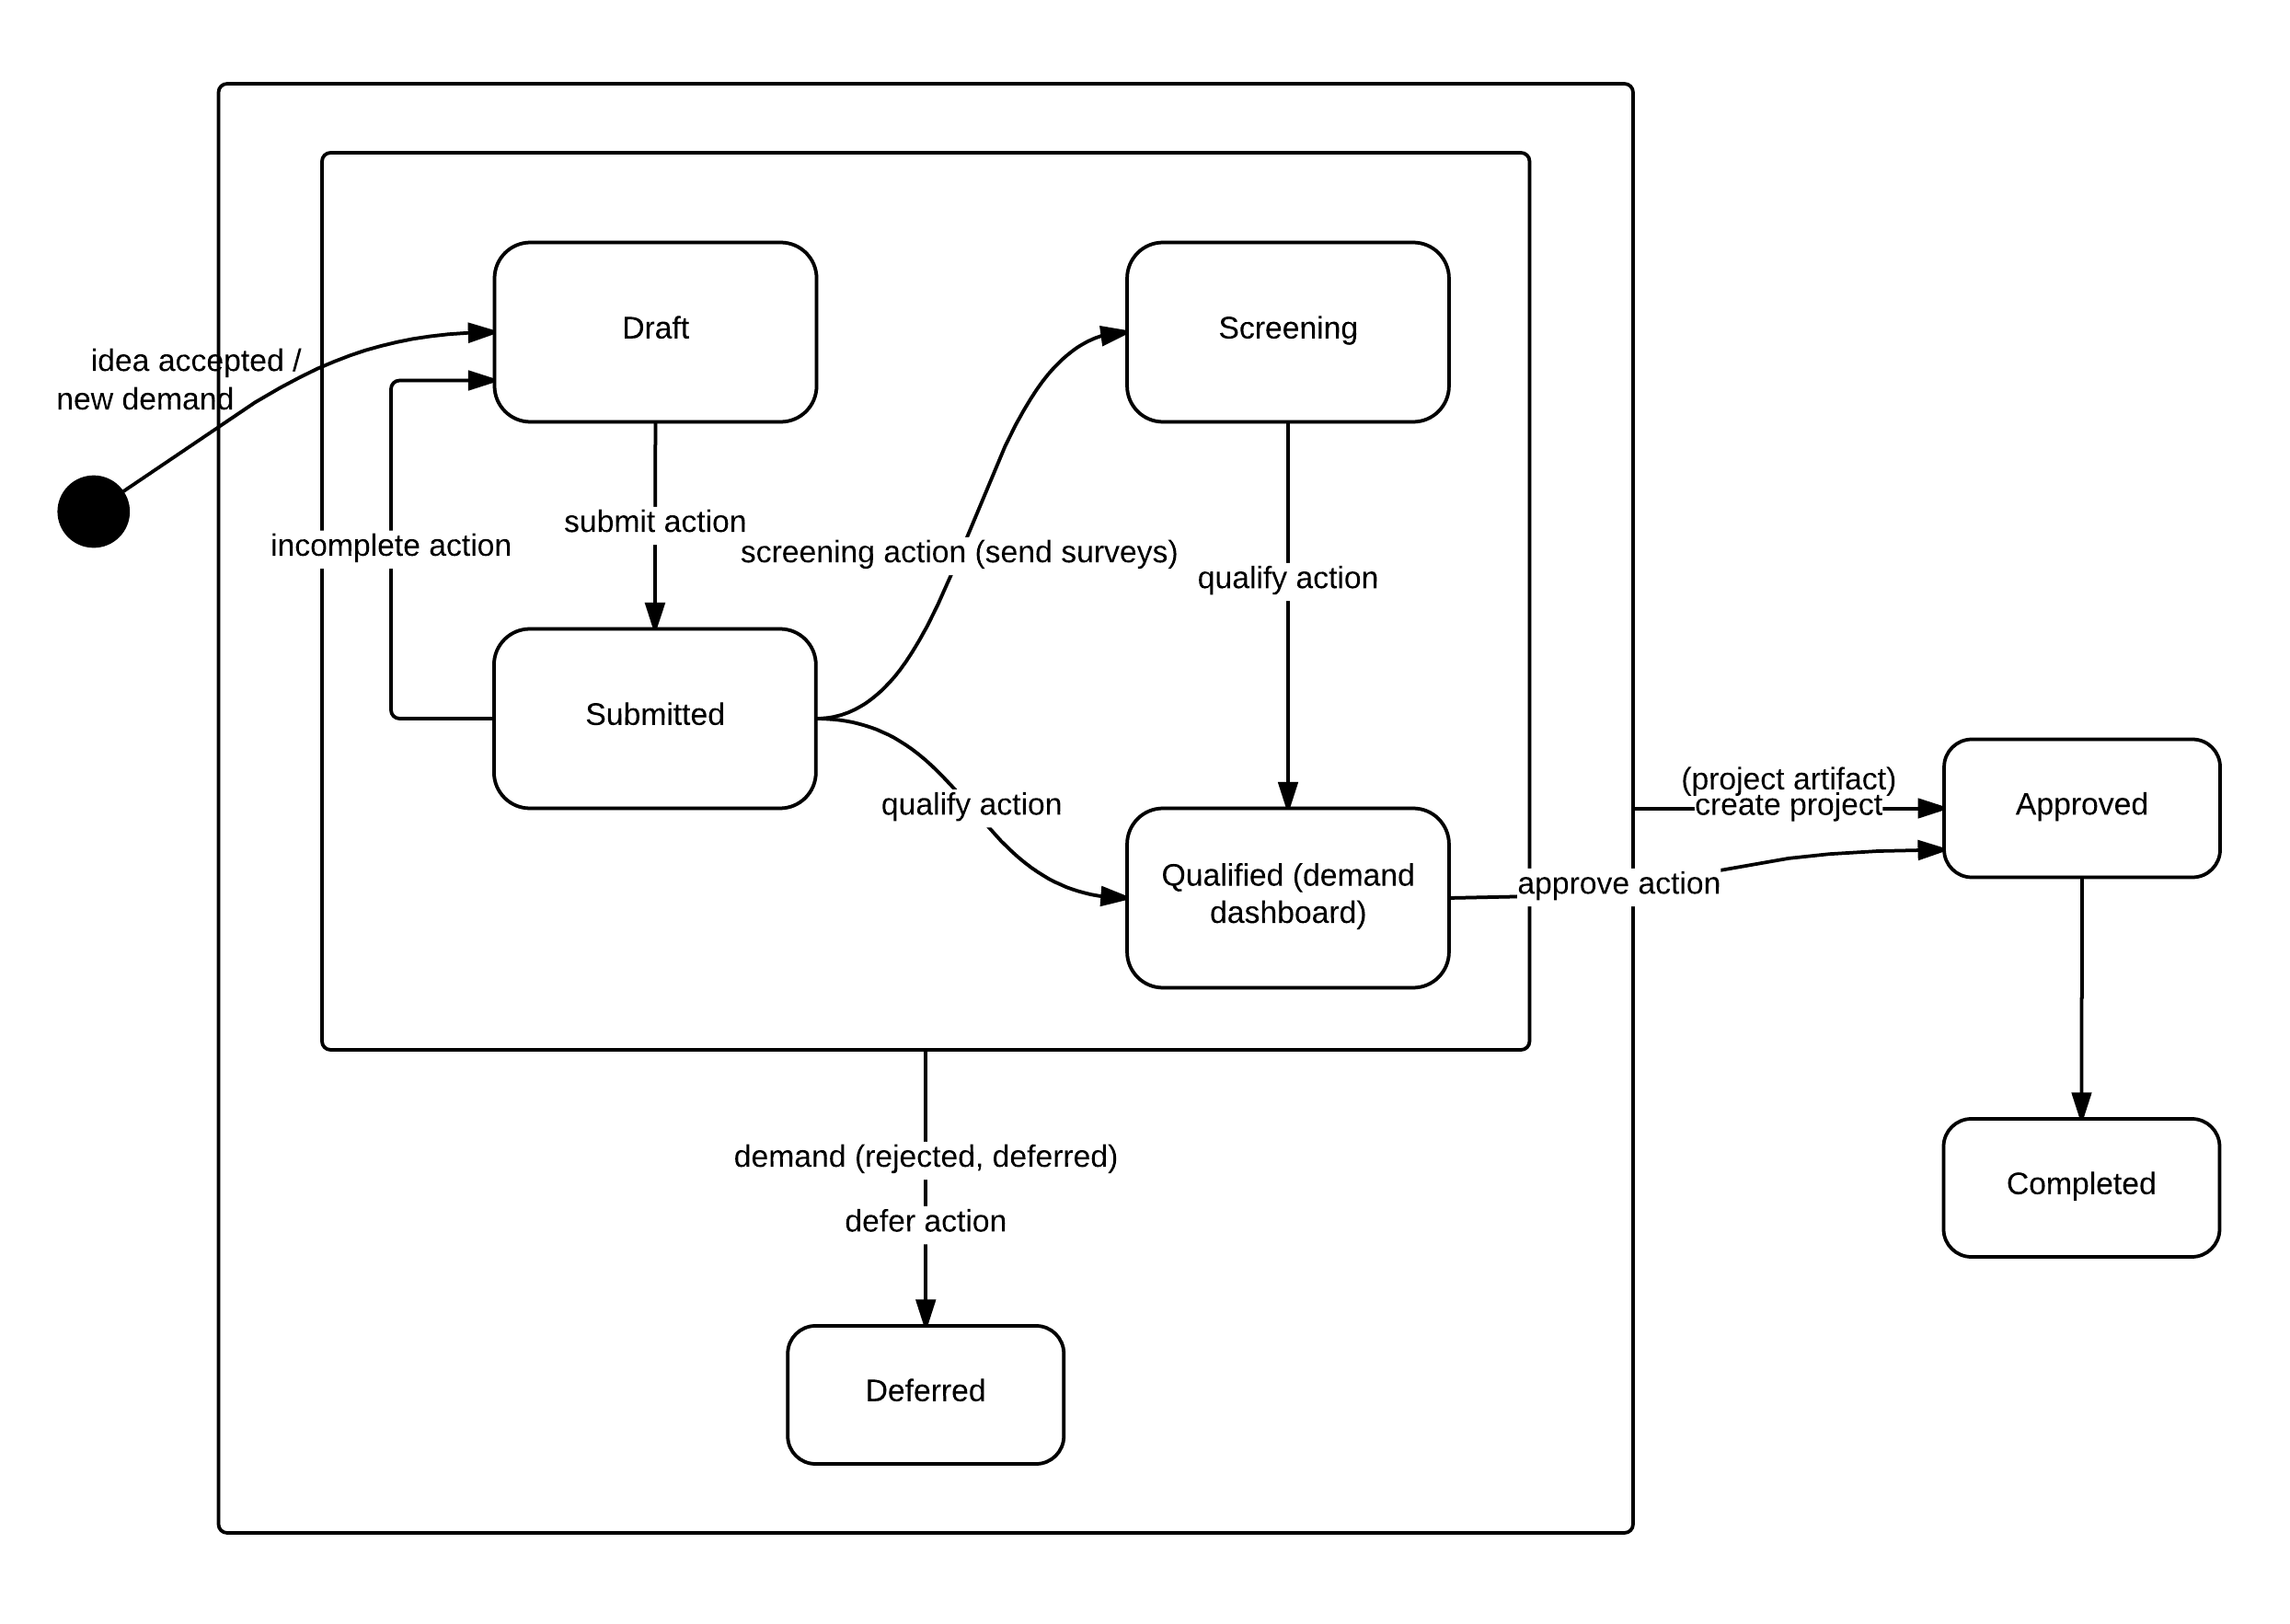 Draft
Screening
idea accepted /
new demand
submit action
incomplete action
screening action (send surveys)
qualify action
Submitted
qualify action
(project artifact)
create project
Approved
Qualified (demand
dashboard)
approve action
demand (rejected, deferred)
defer action
Completed
Deferred